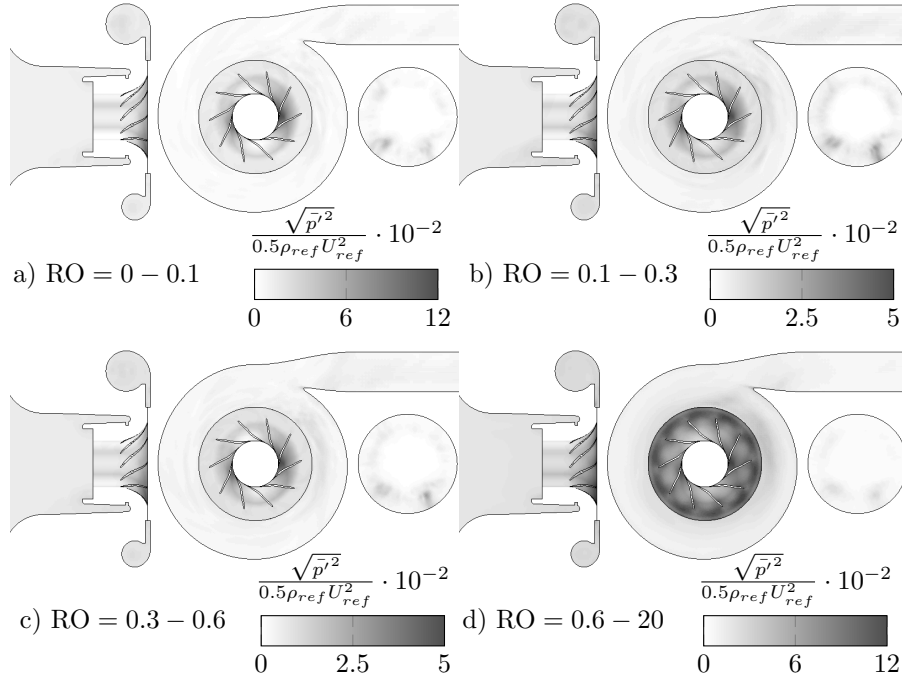 √p̄′² / 0.5ρ_ref U²_ref · 10⁻²
a) RO = 0 − 0.1
0 6 12
√p̄′² / 0.5ρ_ref U²_ref · 10⁻²
b) RO = 0.1 − 0.3
0 2.5 5
√p̄′² / 0.5ρ_ref U²_ref · 10⁻²
c) RO = 0.3 − 0.6
0 2.5 5
√p̄′² / 0.5ρ_ref U²_ref · 10⁻²
d) RO = 0.6 − 20
0 6 12